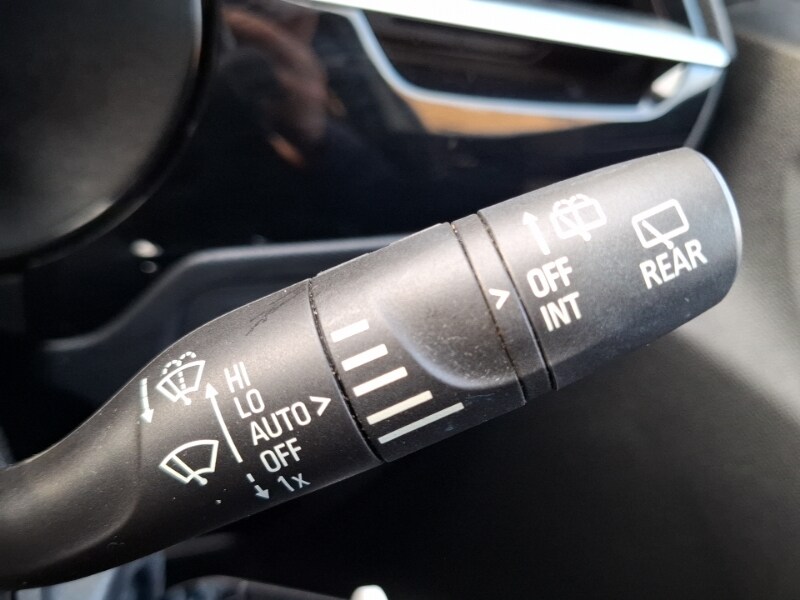 HI
LO
AUTO >
OFF
1x
> OFF
INT
REAR